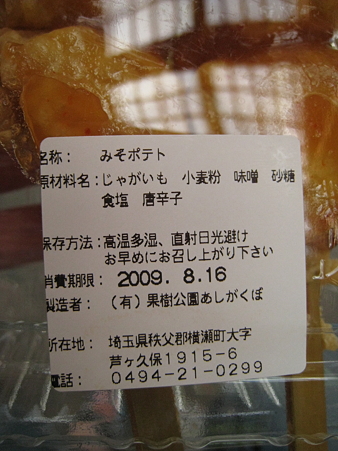 名称： みそポテト
原材料名：じゃがいも 小麦粉 味噌 砂糖
食塩 唐辛子
保存方法：高温多湿、直射日光避け
お早めにお召し上がり下さい
消費期限： 2009. 8.16
製造者： （有）果樹公園あしがくぼ
所在地： 埼玉県秩父郡横瀬町大字
芦ヶ久保1915-6
電話： 0494-21-0299